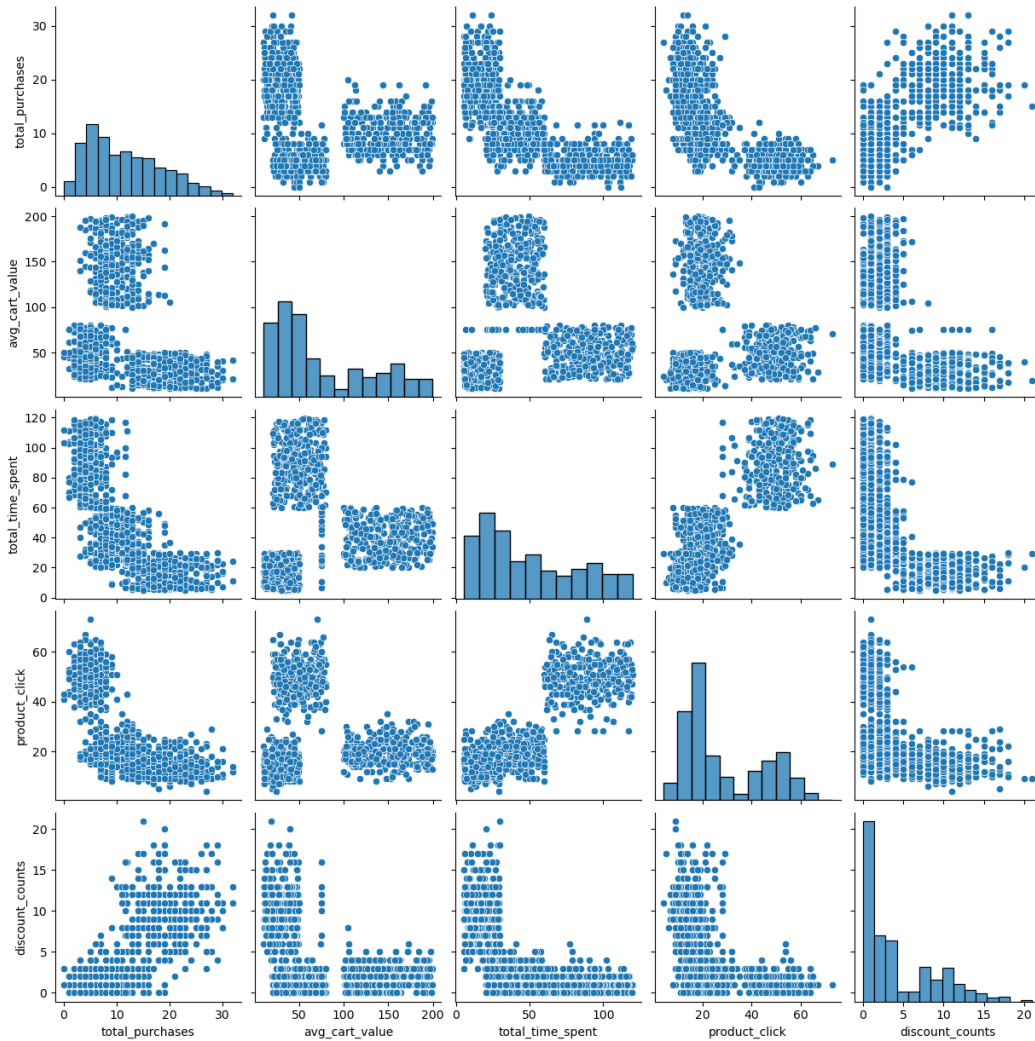 total_purchases
30
20
10
0
avg_cart_value
200
150
100
50
total_time_spent
120
100
80
60
40
20
0
product_click
60
40
20
discount_counts
20
15
10
5
0
0 10 20 30
total_purchases
50 100 150 200
avg_cart_value
0 50 100
total_time_spent
20 40 60
product_click
0 5 10 15 20
discount_counts